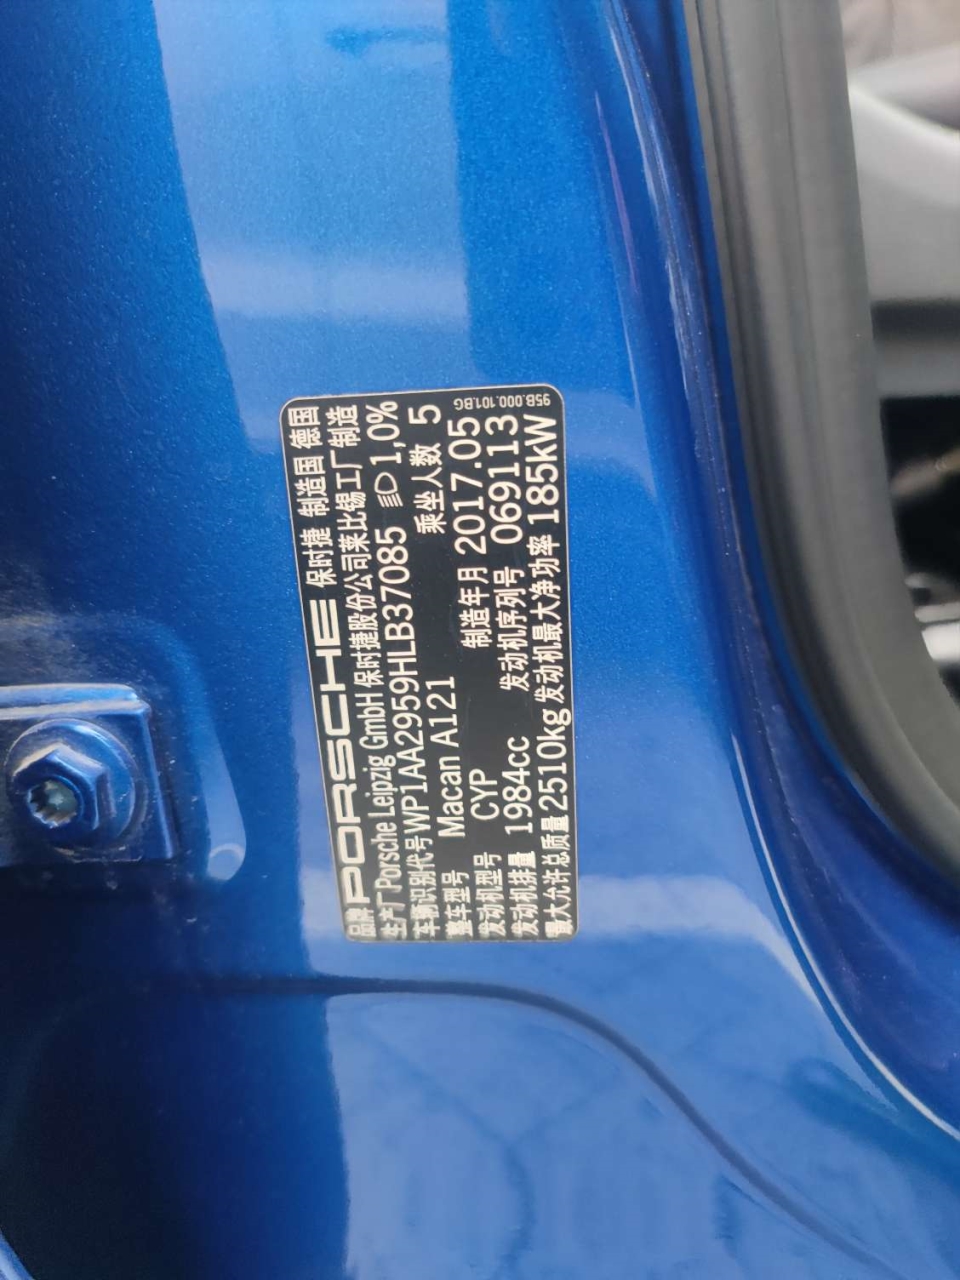 品牌 PORSCHE 保时捷 制造国 德国
生产厂 Porsche Leipzig GmbH 保时捷股份公司莱比锡工厂制造
车辆识别代号 WP1AA2959HLB37085 1,0%
整车型号 Macan A121 乘坐人数 5
发动机型号 CYP 制造年月 2017.05
发动机排量 1984cc 发动机序列号 069113
最大允许总质量 2510kg 发动机最大净功率 185kW
95B.000.101.BG